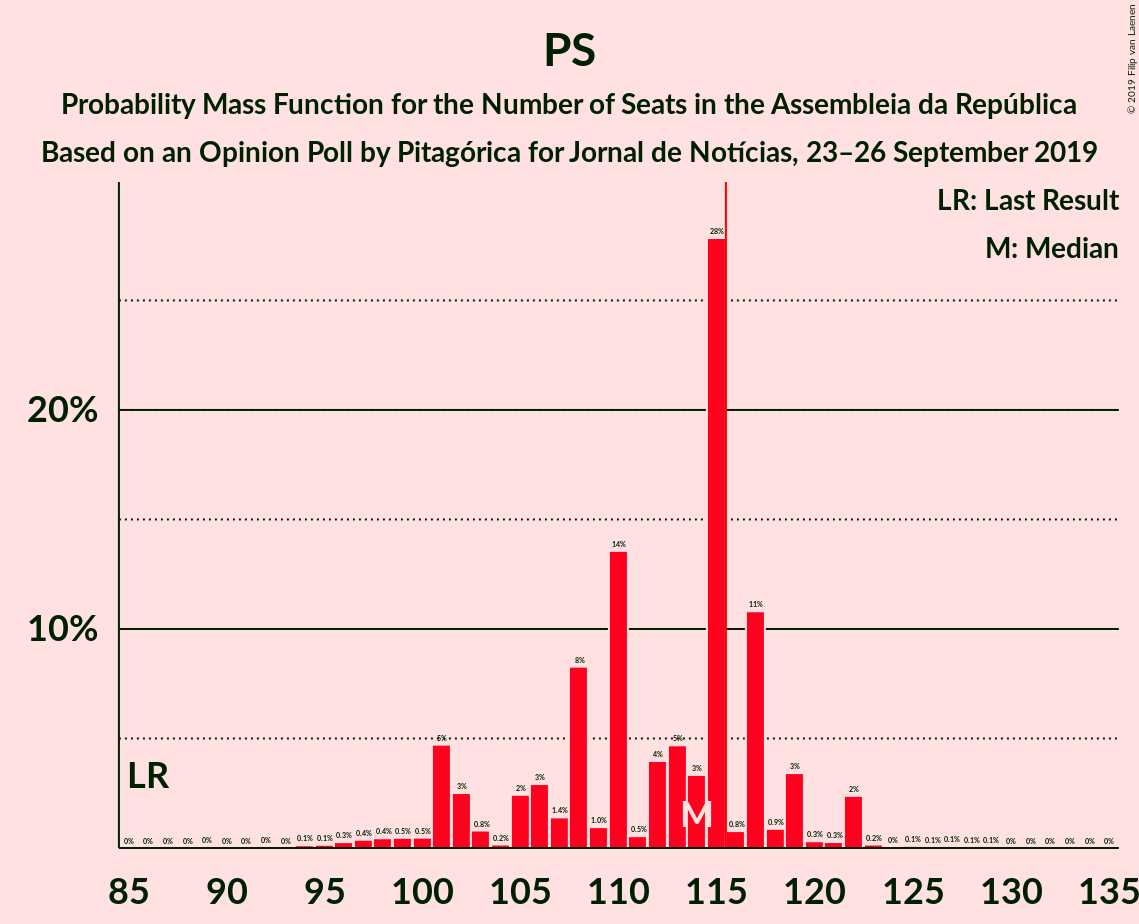 PS
Probability Mass Function for the Number of Seats in the Assembleia da República
Based on an Opinion Poll by Pitagórica for Jornal de Notícias, 23–26 September 2019
© 2019 Filip van Laenen
LR: Last Result
M: Median
20%
10%
LR
M
0% 0% 0% 0% 0% 0% 0% 0% 0% 0.1% 0.1% 0.3% 0.4% 0.4% 0.5% 0.5% 5% 3% 0.8% 0.2% 2% 3% 1.4% 8% 1.0% 14% 0.5% 4% 5% 3% 28% 0.8% 11% 0.9% 3% 0.3% 0.3% 2% 0.2% 0% 0.1% 0.1% 0.1% 0.1% 0.1% 0% 0% 0% 0% 0% 0%
85 90 95 100 105 110 115 120 125 130 135